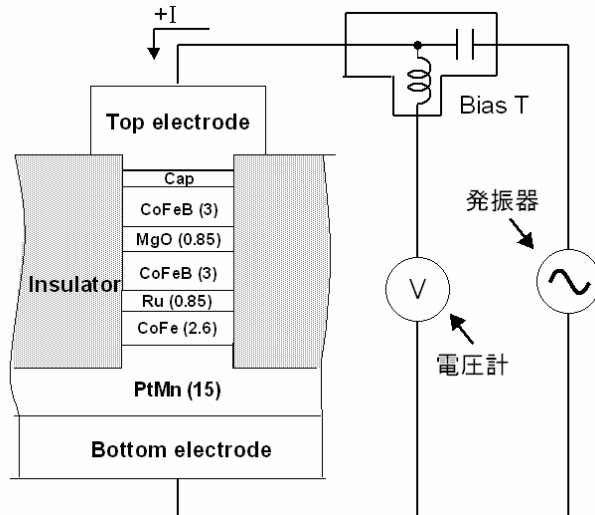 +I
Top electrode
Bias T
Cap
CoFeB (3)
MgO (0.85)
CoFeB (3)
Insulator
Ru (0.85)
CoFe (2.6)
PtMn (15)
Bottom electrode
発振器
V
電圧計